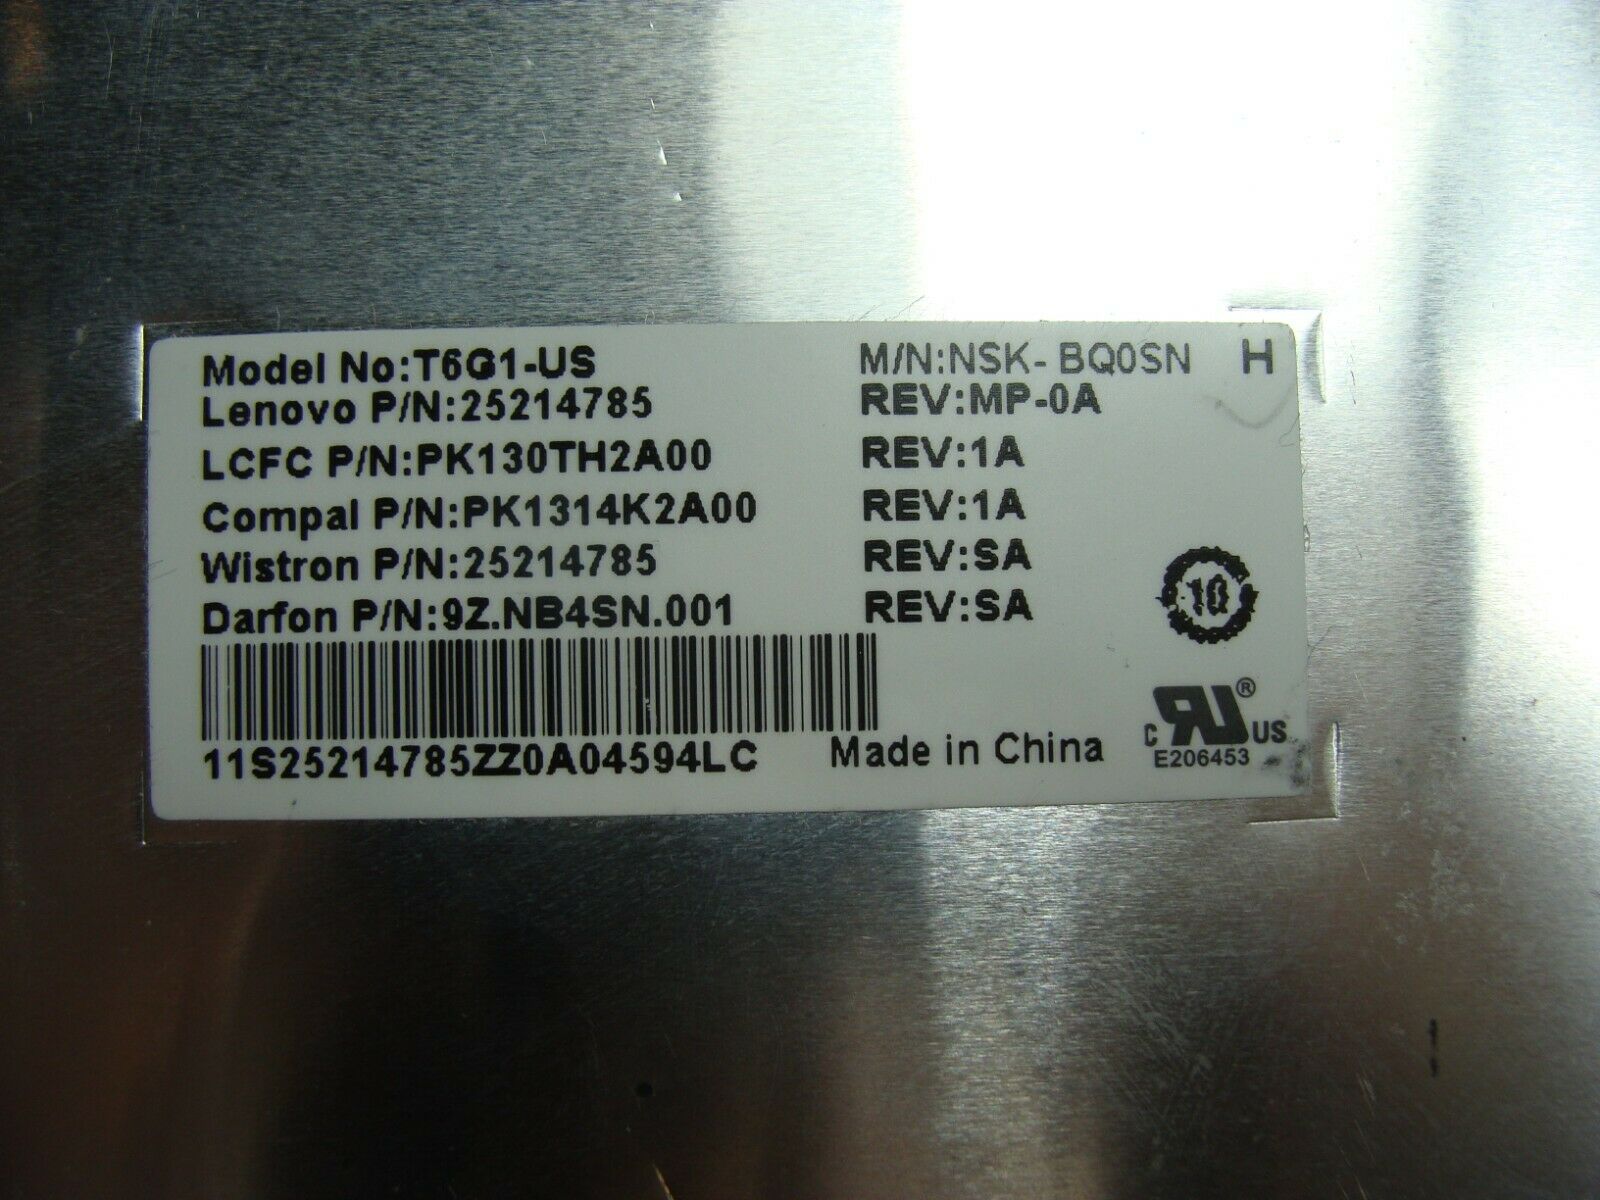 Model No:T6G1-US M/N:NSK- BQ0SN H
Lenovo P/N:25214785 REV:MP-0A
LCFC P/N:PK130TH2A00 REV:1A
Compal P/N:PK1314K2A00 REV:1A
Wistron P/N:25214785 REV:SA
Darfon P/N:9Z.NB4SN.001 REV:SA
10
11S25214785ZZ0A04594LC Made in China
c RU® US
E206453